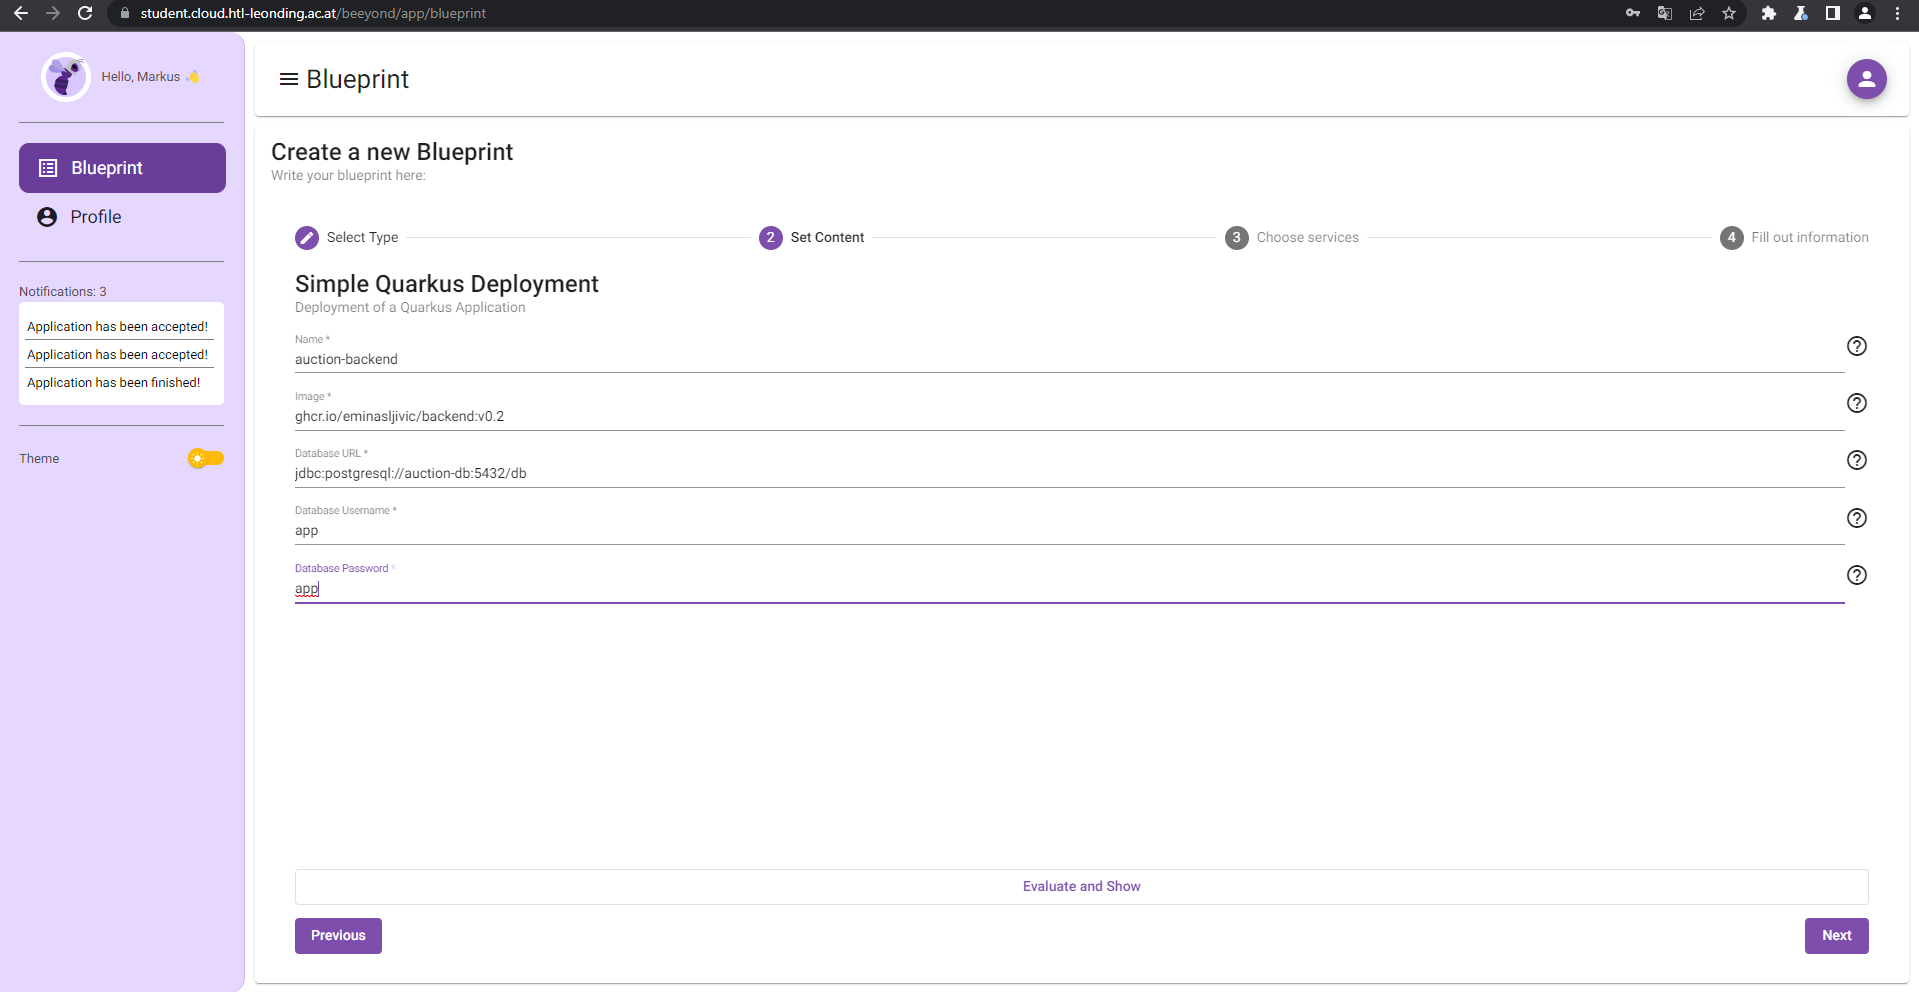 student.cloud.htl-leonding.ac.at/beeyond/app/blueprint
Hello, Markus 👋
Blueprint
Profile
Notifications: 3
Application has been accepted!
Application has been accepted!
Application has been finished!
Theme
Blueprint
Create a new Blueprint
Write your blueprint here:
Select Type
2 Set Content
3 Choose services
4 Fill out information
Simple Quarkus Deployment
Deployment of a Quarkus Application
Name *
auction-backend
Image *
ghcr.io/eminasljivic/backend:v0.2
Database URL *
jdbc:postgresql://auction-db:5432/db
Database Username *
app
Database Password *
app
Evaluate and Show
Previous
Next